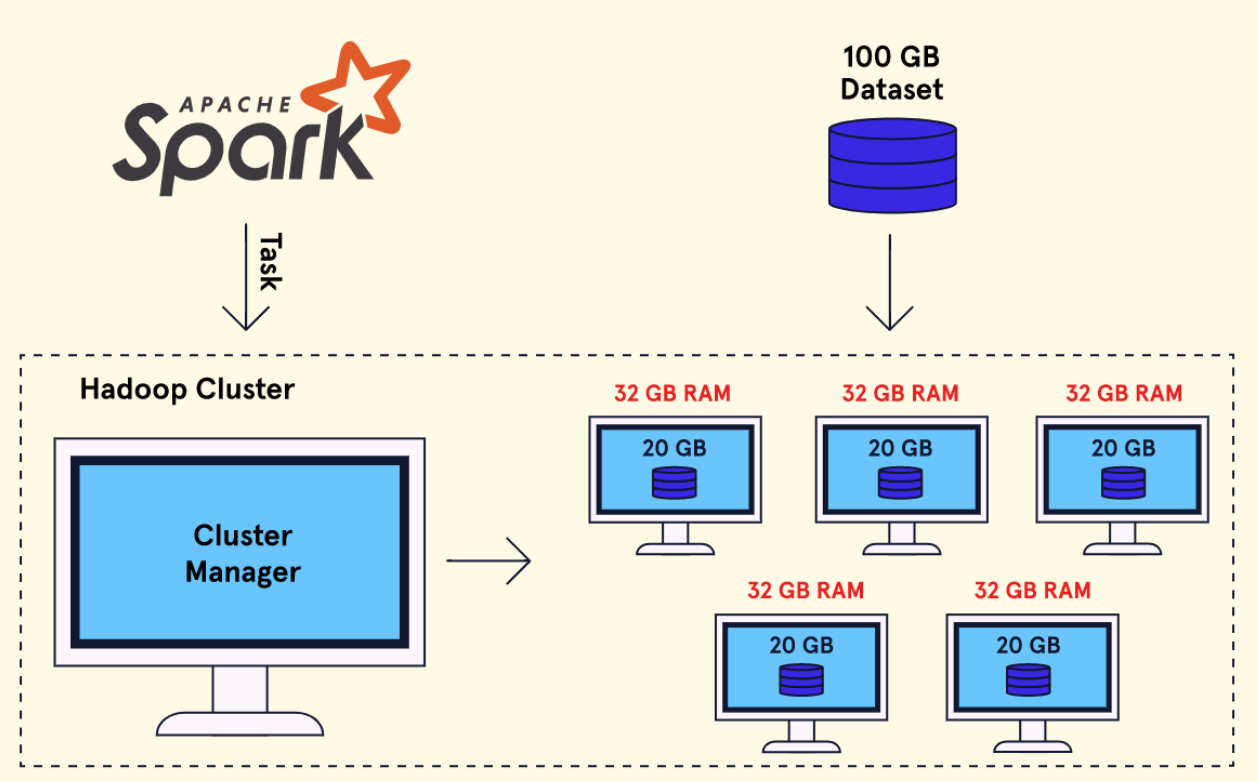 APACHE
Spark
Task
100 GB
Dataset
Hadoop Cluster
Cluster
Manager
32 GB RAM
20 GB
32 GB RAM
20 GB
32 GB RAM
20 GB
32 GB RAM
20 GB
32 GB RAM
20 GB